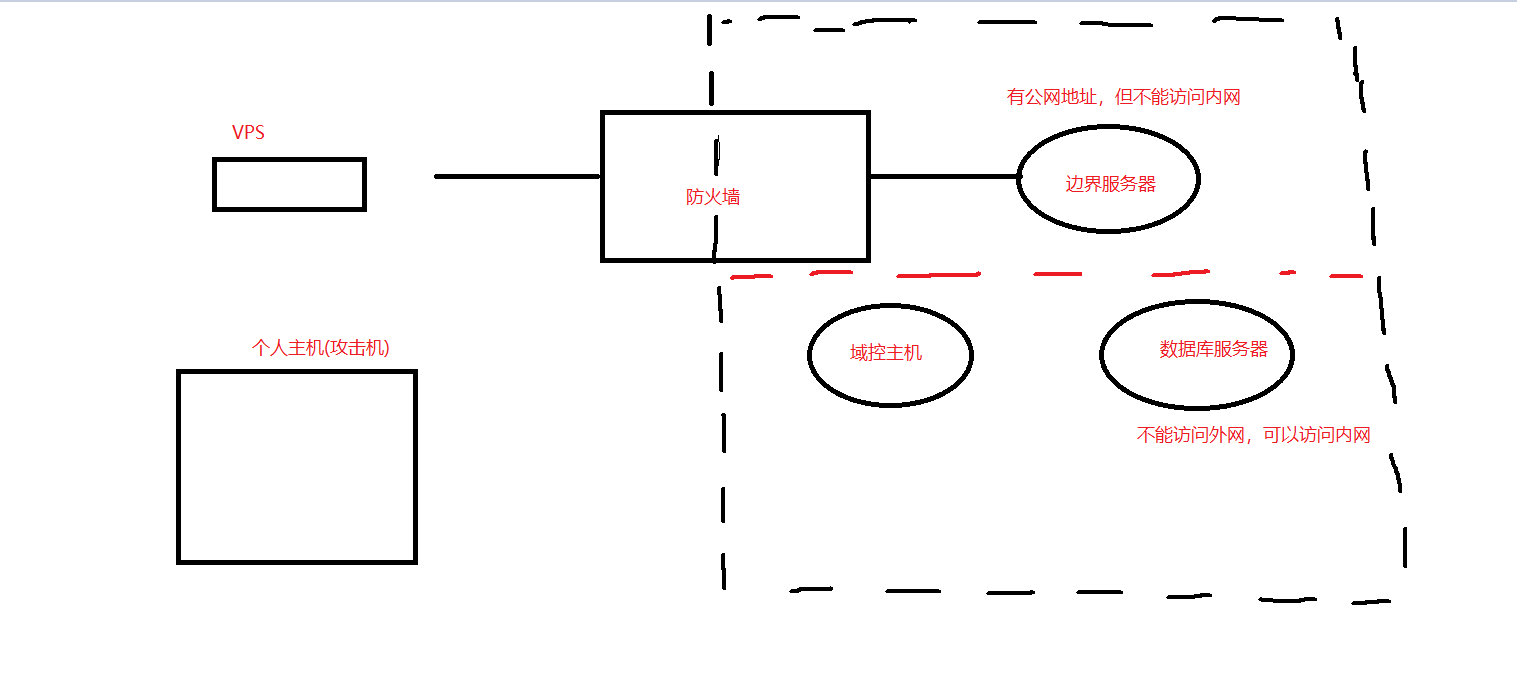 有公网地址，但不能访问内网
VPS
边界服务器
防火墙
个人主机(攻击机)
域控主机
数据库服务器
不能访问外网，可以访问内网